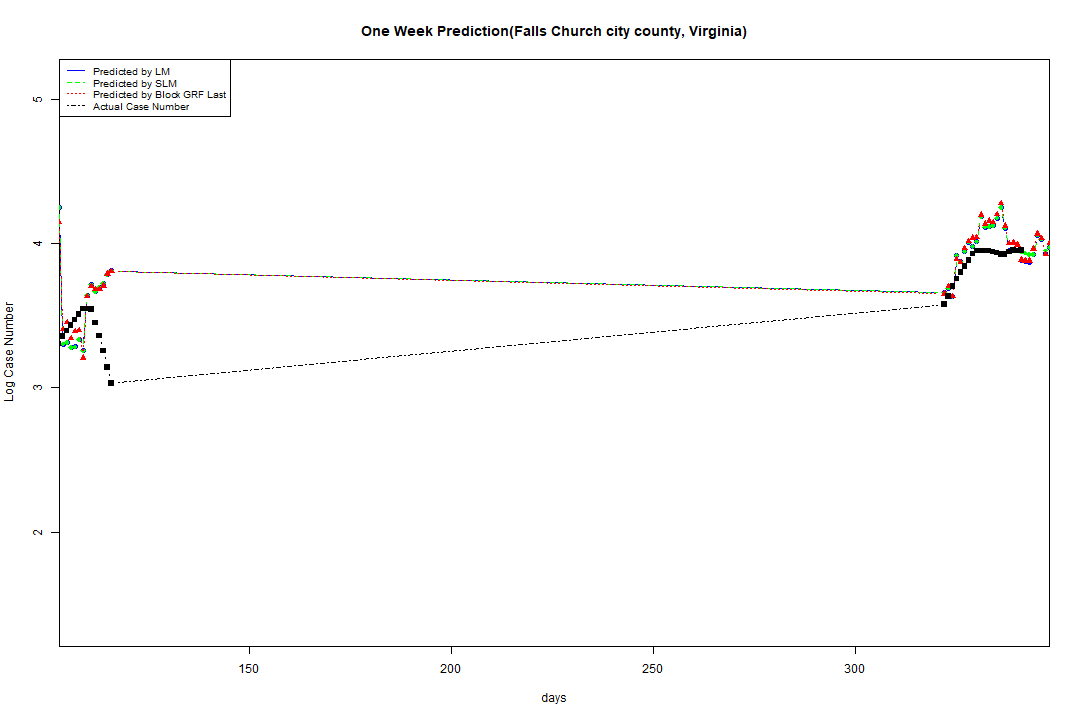 One Week Prediction(Falls Church city county, Virginia)
Predicted by LM
Predicted by SLM
Predicted by Block GRF Last
Actual Case Number
5
4
3
2
Log Case Number
150
200
250
300
days